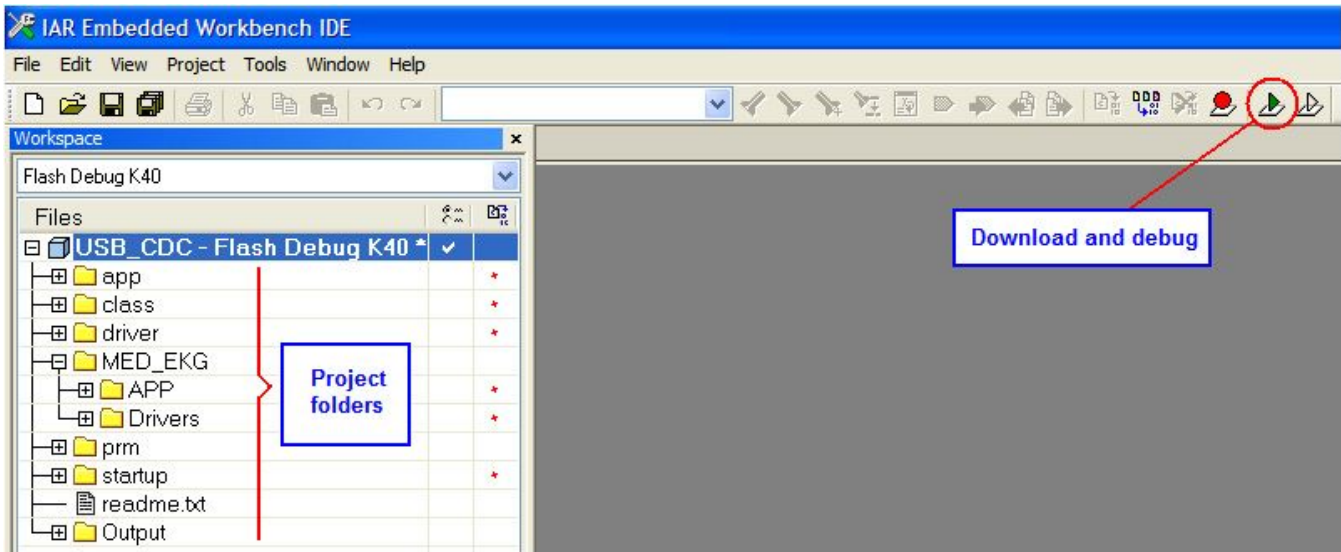 IAR Embedded Workbench IDE
File Edit View Project Tools Window Help
Workspace
Flash Debug K40
Files
USB_CDC - Flash Debug K40 *
app
class
driver
MED_EKG
APP
Drivers
prm
startup
readme.txt
Output
Project
folders
Download and debug